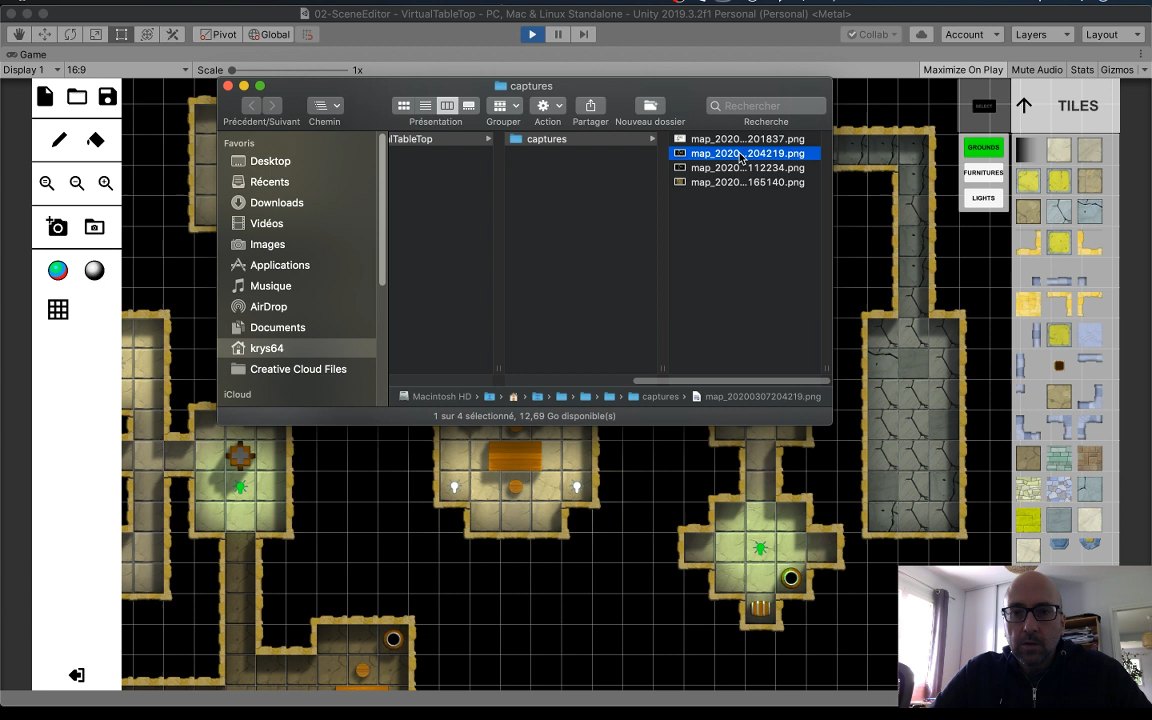 02-SceneEditor - VirtualTableTop - PC, Mac & Linux Standalone - Unity 2019.3.2f1 Personal (Personal) <Metal>
Pivot Global Collab Account Layers Layout
Game
Display 1 16:9 Scale 1x Maximize On Play Mute Audio Stats Gizmos
captures
Rechercher
Précédent/Suivant Chemin Présentation Grouper Action Partager Nouveau dossier Recherche
SELECT
TILES
GROUNDS
FURNITURES
LIGHTS
Favoris
Desktop
Récents
Downloads
Vidéos
Images
Applications
Musique
AirDrop
Documents
krys64
Creative Cloud Files
iCloud
lTableTop
captures
map_2020...201837.png
map_2020...204219.png
map_2020...112234.png
map_2020...165140.png
Macintosh HD captures map_20200307204219.png
1 sur 4 sélectionné, 12,69 Go disponible(s)